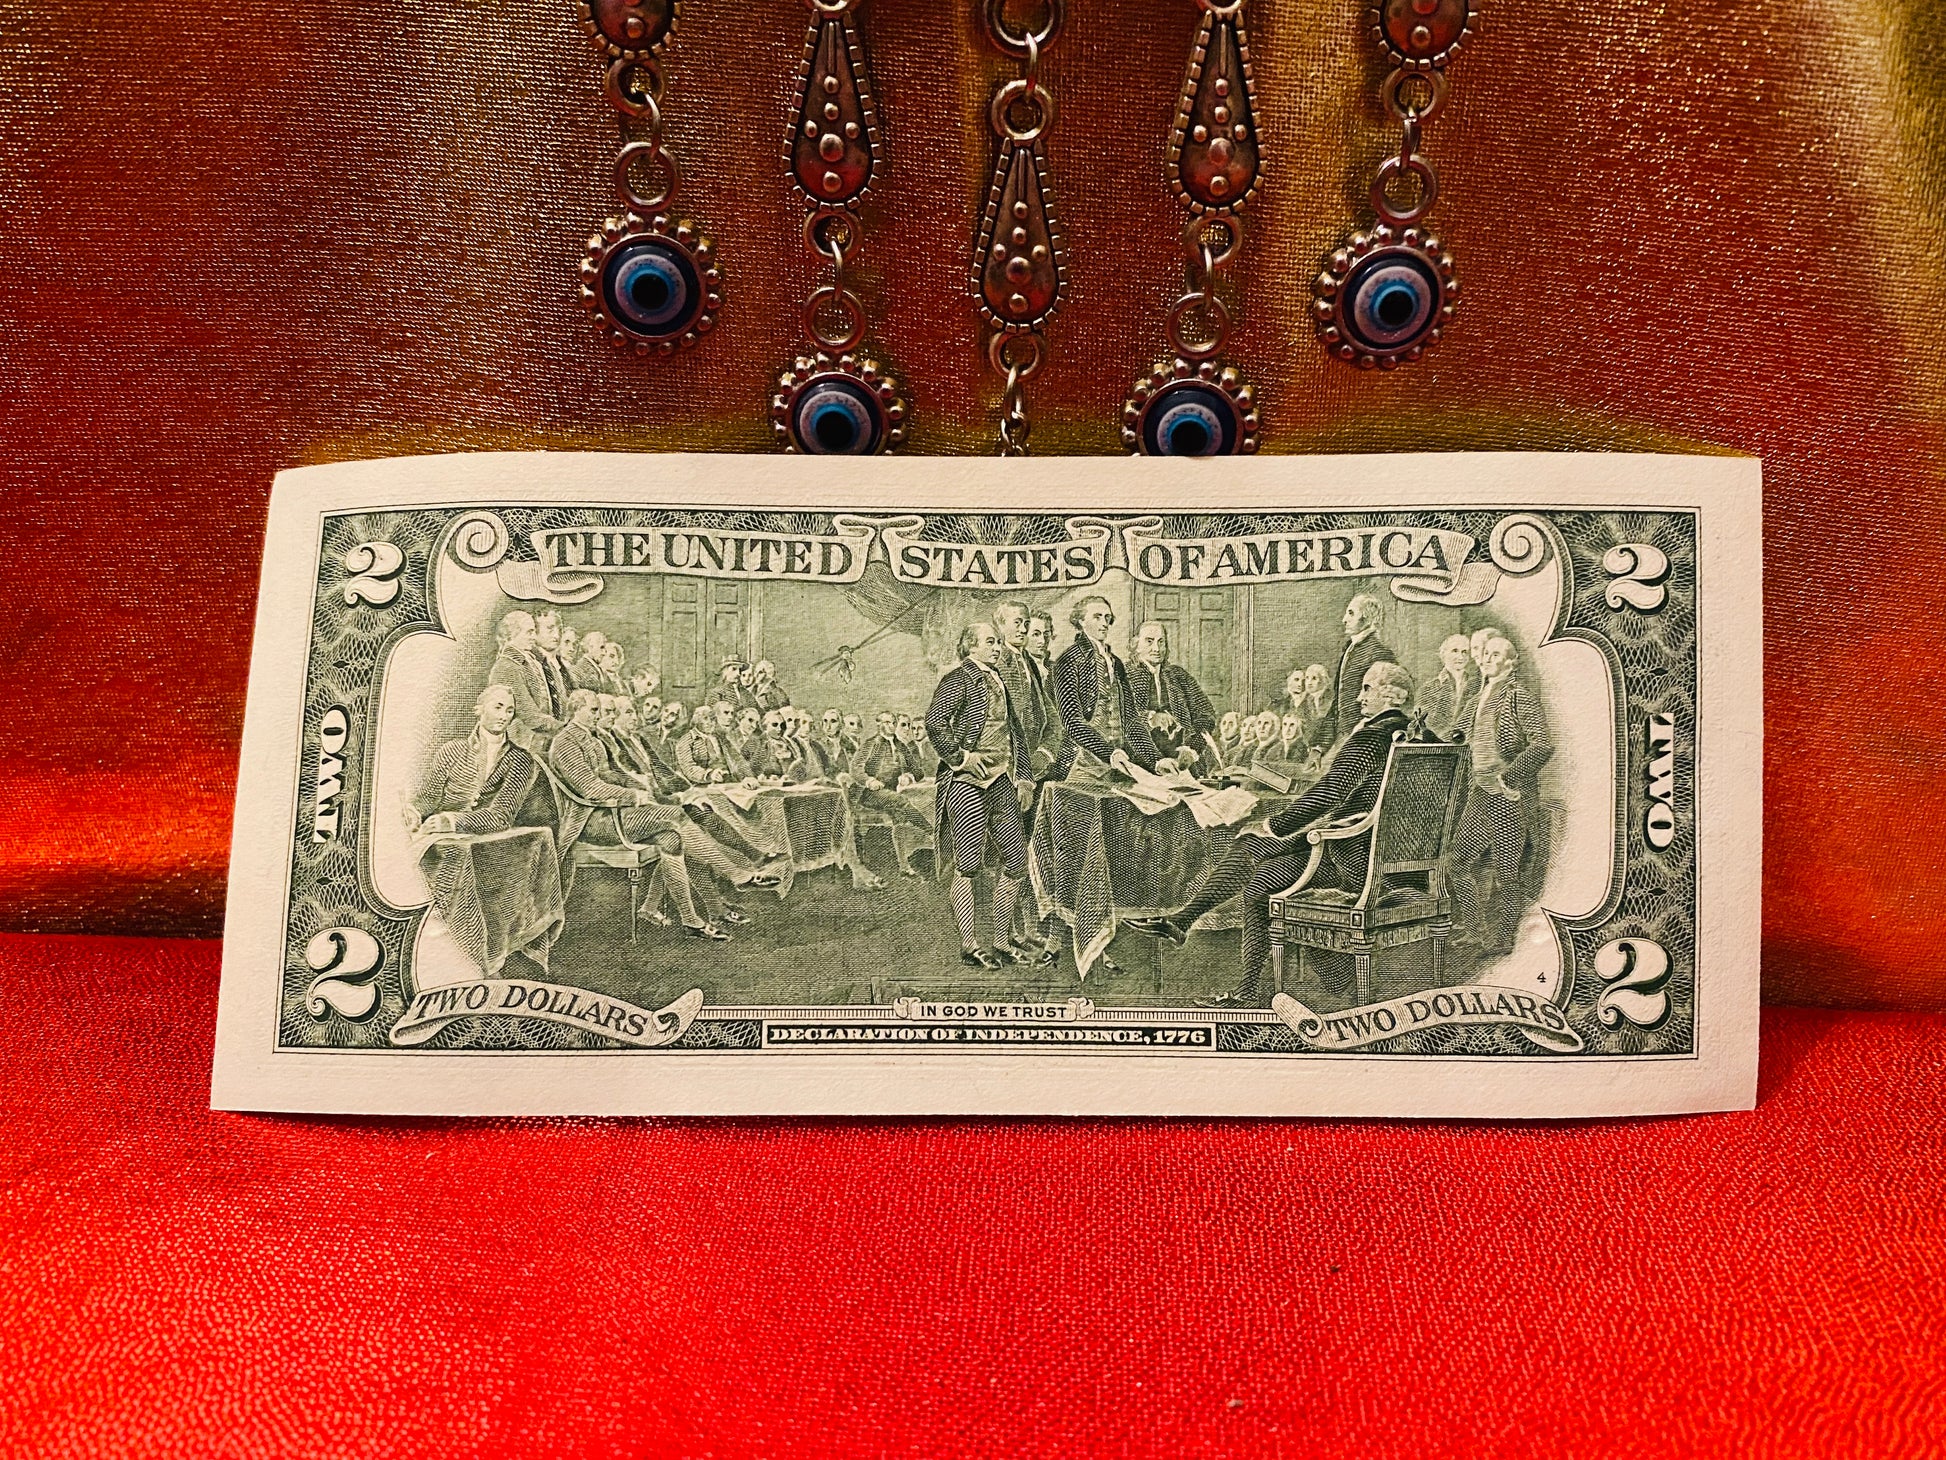 THE UNITED STATES OF AMERICA
2
2
TWO
TWO
4
2
2
TWO DOLLARS
IN GOD WE TRUST
TWO DOLLARS
DECLARATION OF INDEPENDENCE, 1776